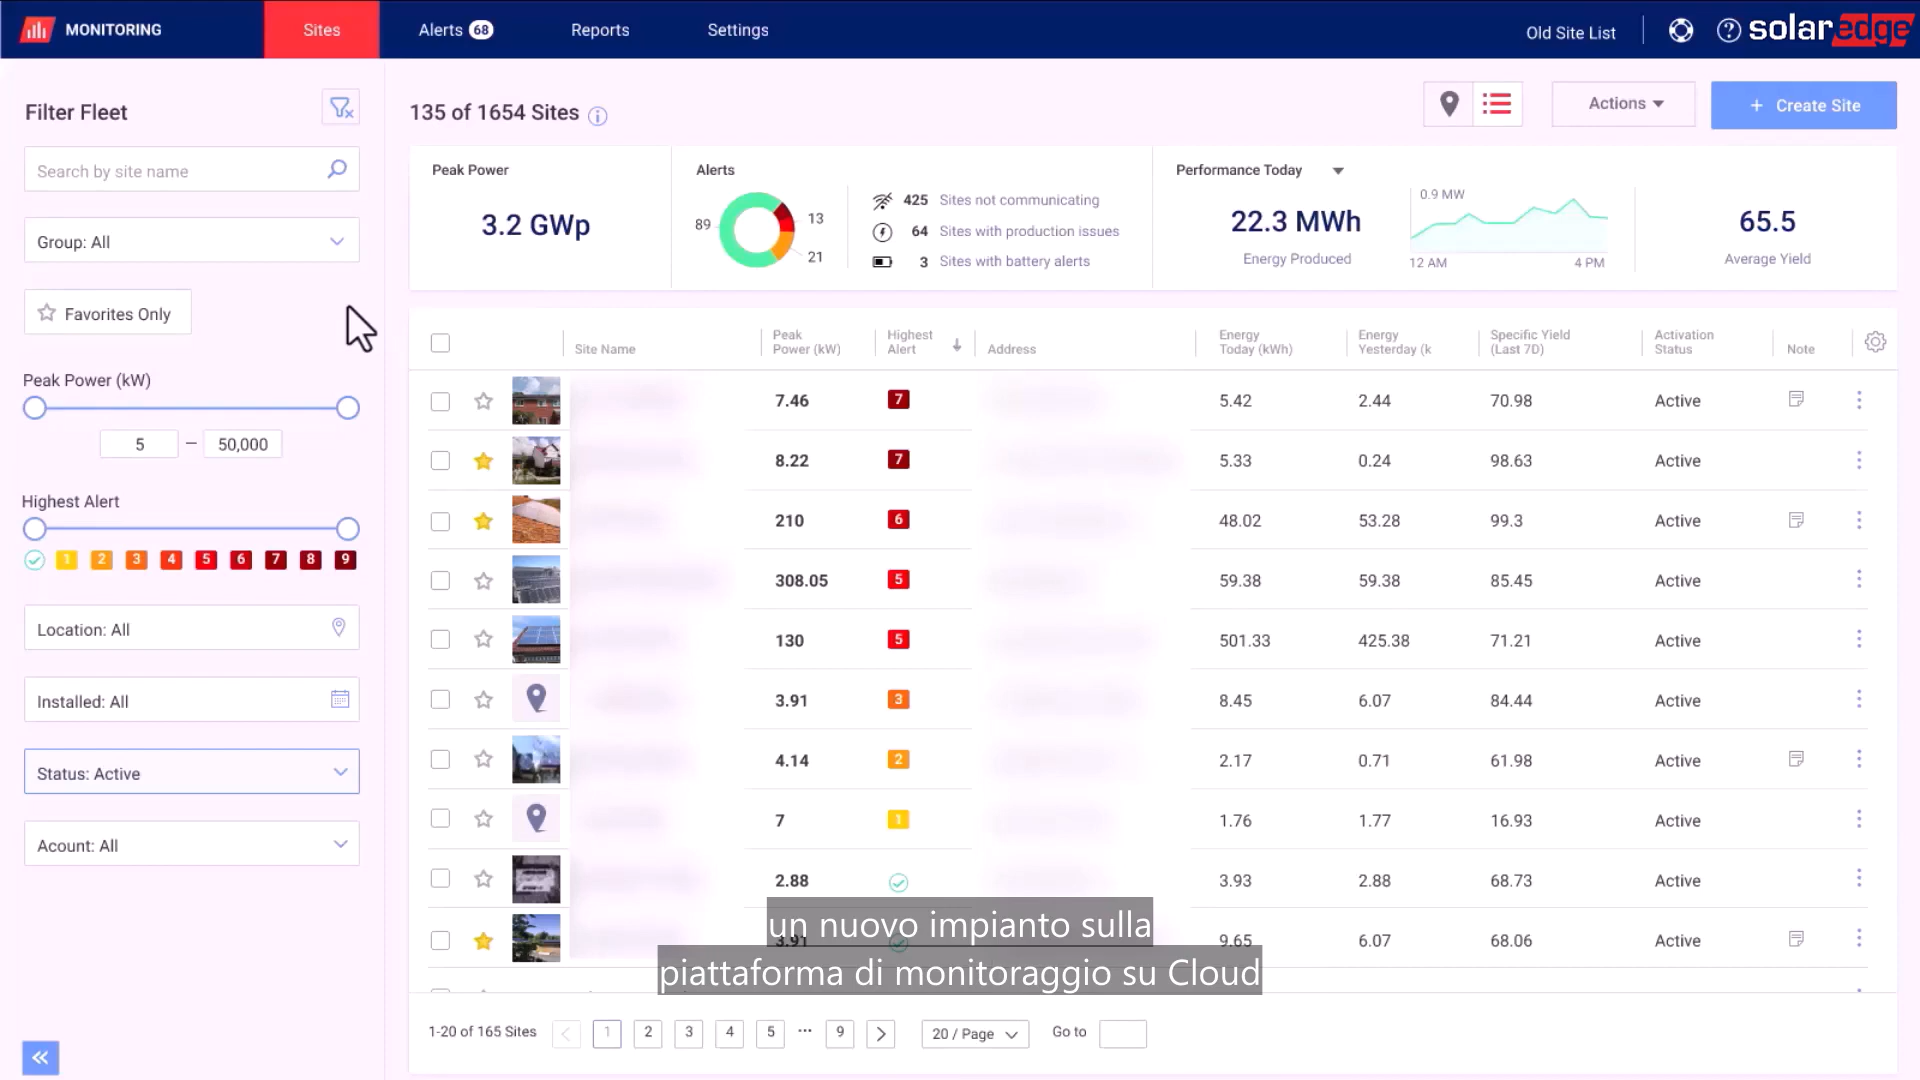 MONITORING
Sites
Alerts 68
Reports
Settings
Old Site List
solaredge
Filter Fleet
Search by site name
Group: All
Favorites Only
Peak Power (kW)
5 – 50,000
Highest Alert
1 2 3 4 5 6 7 8 9
Location: All
Installed: All
Status: Active
Acount: All
135 of 1654 Sites
Actions
+ Create Site
Peak Power
3.2 GWp
Alerts
89
13
21
425 Sites not communicating
64 Sites with production issues
3 Sites with battery alerts
Performance Today
22.3 MWh
Energy Produced
0.9 MW
12 AM
4 PM
65.5
Average Yield
Site Name
Peak Power (kW)
Highest Alert
Address
Energy Today (kWh)
Energy Yesterday (k
Specific Yield (Last 7D)
Activation Status
Note
7.46 7 5.42 2.44 70.98 Active
8.22 7 5.33 0.24 98.63 Active
210 6 48.02 53.28 99.3 Active
308.05 5 59.38 59.38 85.45 Active
130 5 501.33 425.38 71.21 Active
3.91 3 8.45 6.07 84.44 Active
4.14 2 2.17 0.71 61.98 Active
7 1 1.76 1.77 16.93 Active
2.88 3.93 2.88 68.73 Active
3.91 9.65 6.07 68.06 Active
un nuovo impianto sulla
piattaforma di monitoraggio su Cloud
1-20 of 165 Sites
< 1 2 3 4 5 ... 9 >
20 / Page
Go to